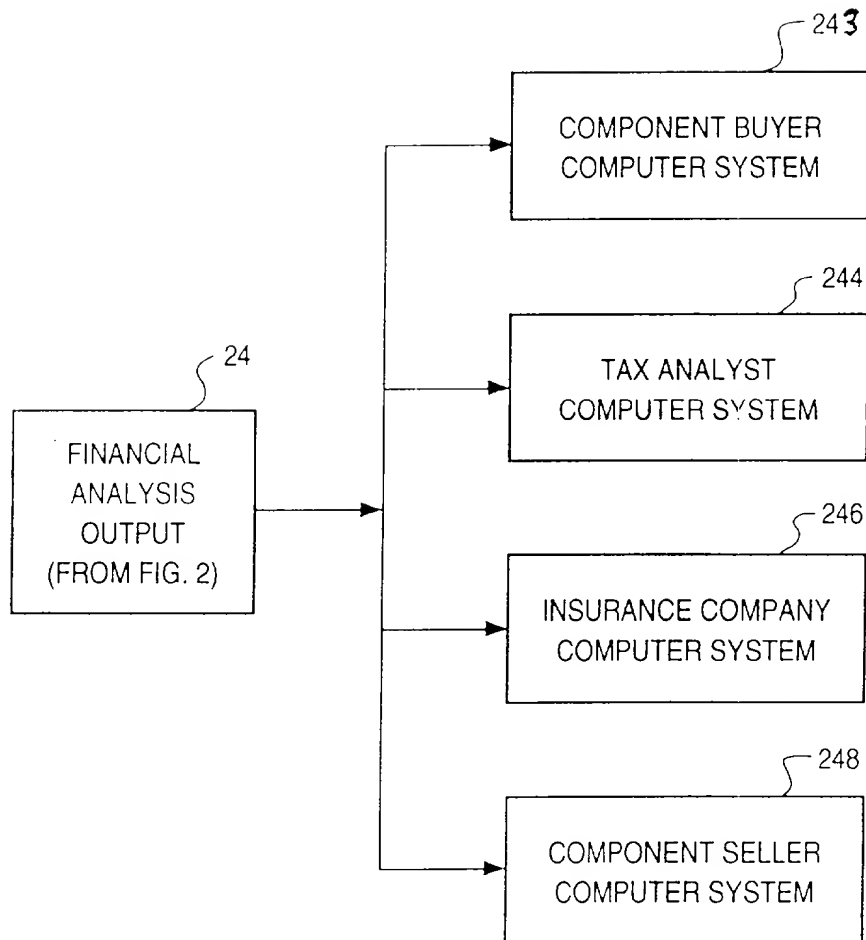 243
COMPONENT BUYER
COMPUTER SYSTEM
244
TAX ANALYST
COMPUTER SYSTEM
24
FINANCIAL
ANALYSIS
OUTPUT
(FROM FIG. 2)
246
INSURANCE COMPANY
COMPUTER SYSTEM
248
COMPONENT SELLER
COMPUTER SYSTEM